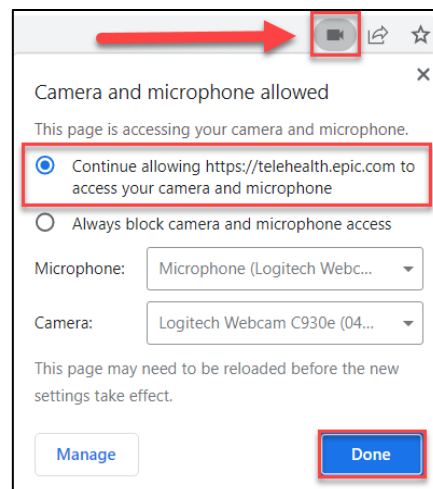 Camera and microphone allowed
This page is accessing your camera and microphone.
Continue allowing https://telehealth.epic.com to
access your camera and microphone
Always block camera and microphone access
Microphone: Microphone (Logitech Webc...
Camera: Logitech Webcam C930e (04...
This page may need to be reloaded before the new
settings take effect.
Manage Done